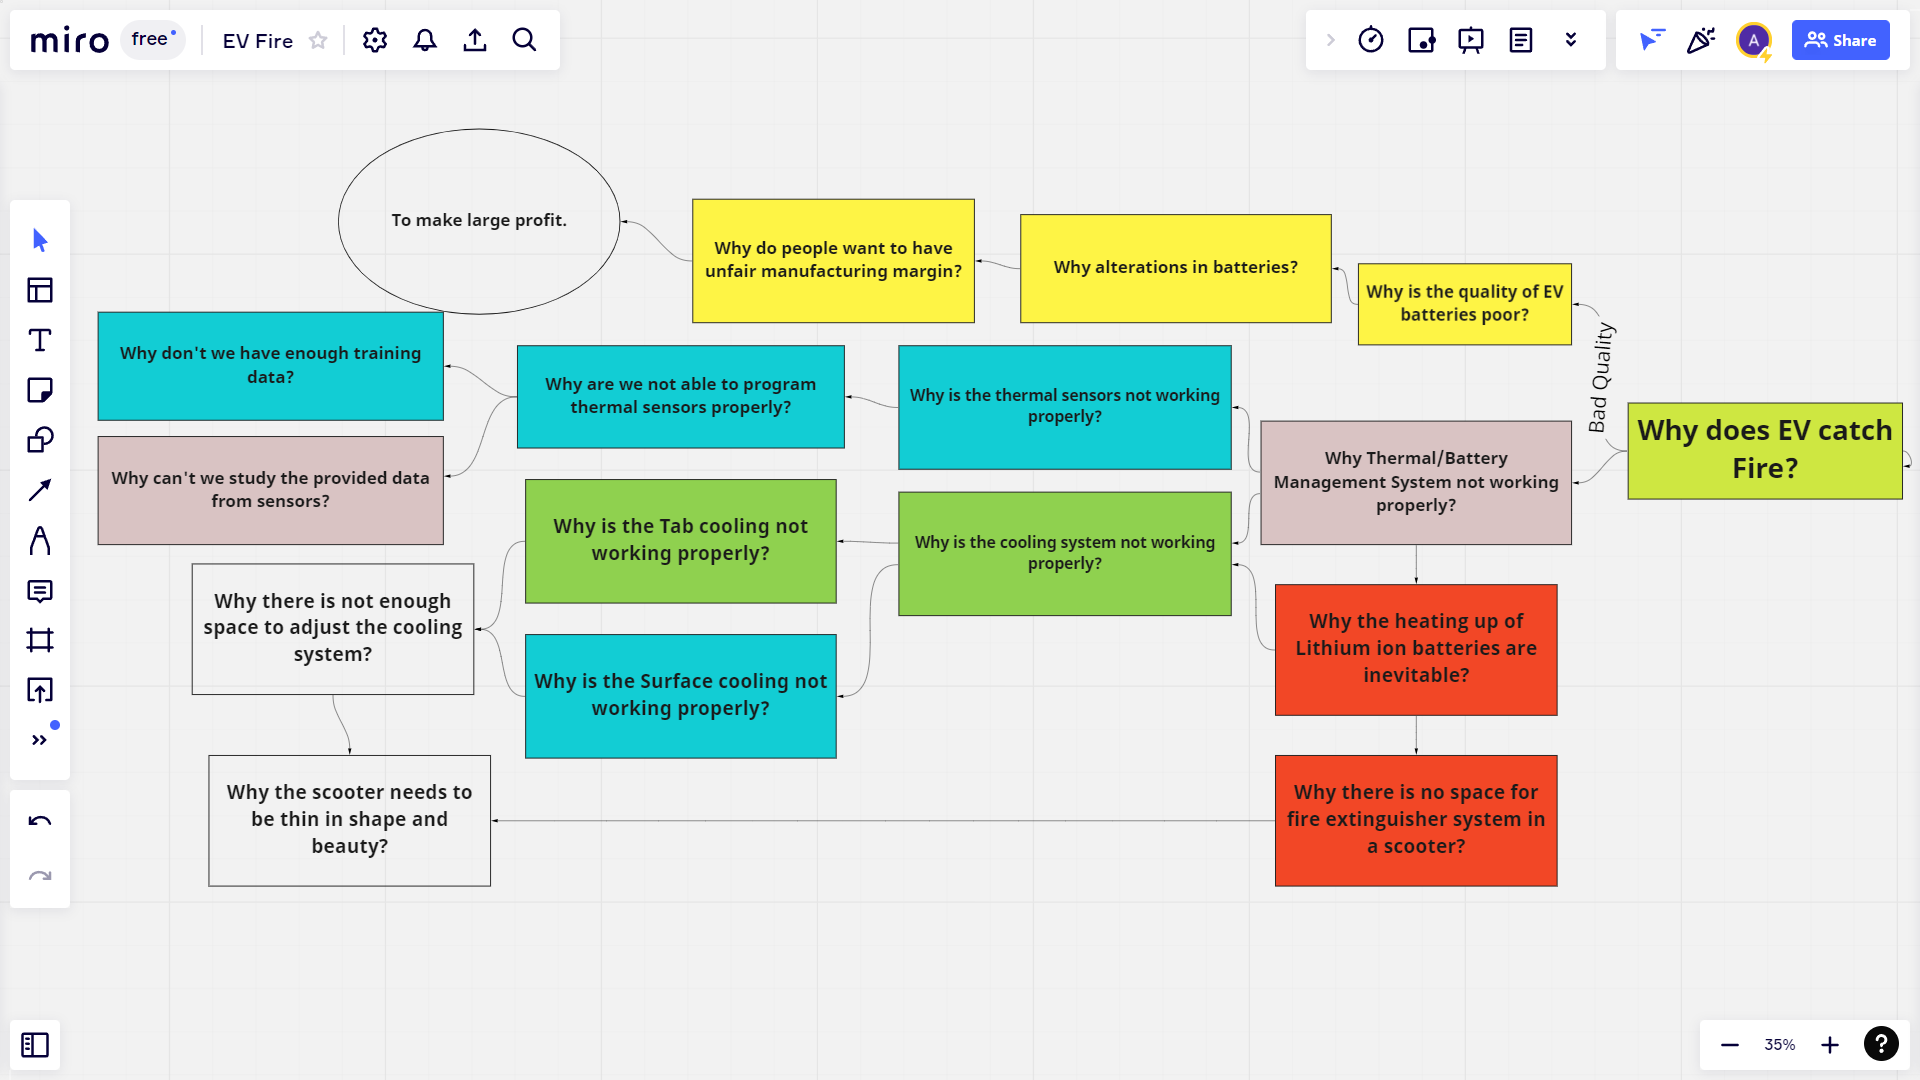 miro
free
EV Fire
A
Share
To make large profit.
Why do people want to have
unfair manufacturing margin?
Why alterations in batteries?
Why is the quality of EV
batteries poor?
Bad Quality
Why does EV catch
Fire?
Why don't we have enough training
data?
Why are we not able to program
thermal sensors properly?
Why is the thermal sensors not working
properly?
Why Thermal/Battery
Management System not working
properly?
Why can't we study the provided data
from sensors?
Why is the Tab cooling not
working properly?
Why is the cooling system not working
properly?
Why there is not enough
space to adjust the cooling
system?
Why the heating up of
Lithium ion batteries are
inevitable?
Why is the Surface cooling not
working properly?
Why the scooter needs to
be thin in shape and
beauty?
Why there is no space for
fire extinguisher system in
a scooter?
35%
?